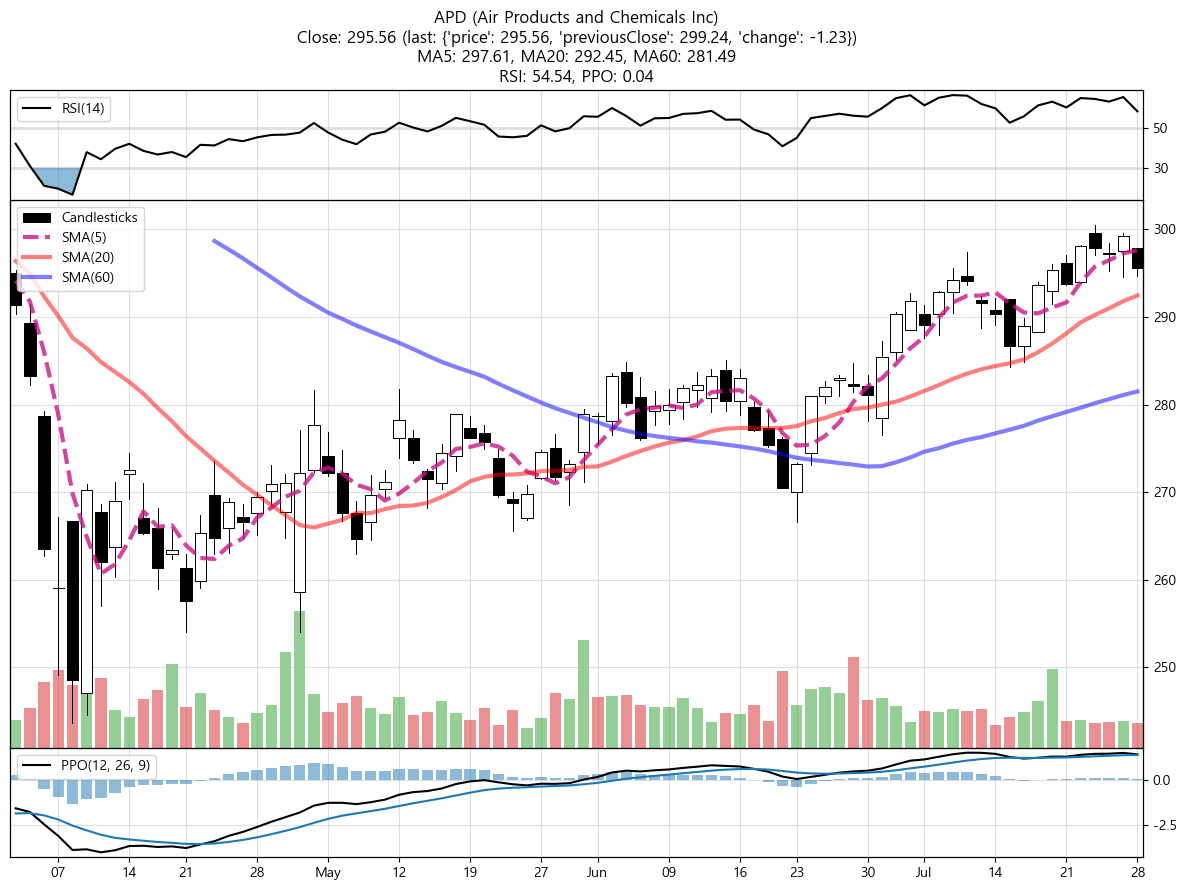 APD (Air Products and Chemicals Inc)
Close: 295.56 (last: {'price': 295.56, 'previousClose': 299.24, 'change': -1.23})
MA5: 297.61, MA20: 292.45, MA60: 281.49
RSI: 54.54, PPO: 0.04
RSI(14)
50
30
Candlesticks
SMA(5)
SMA(20)
SMA(60)
300
290
280
270
260
250
PPO(12, 26, 9)
0.0
-2.5
07 14 21 28 May 12 20 27 Jun 09 16 23 30 Jul 14 21 28